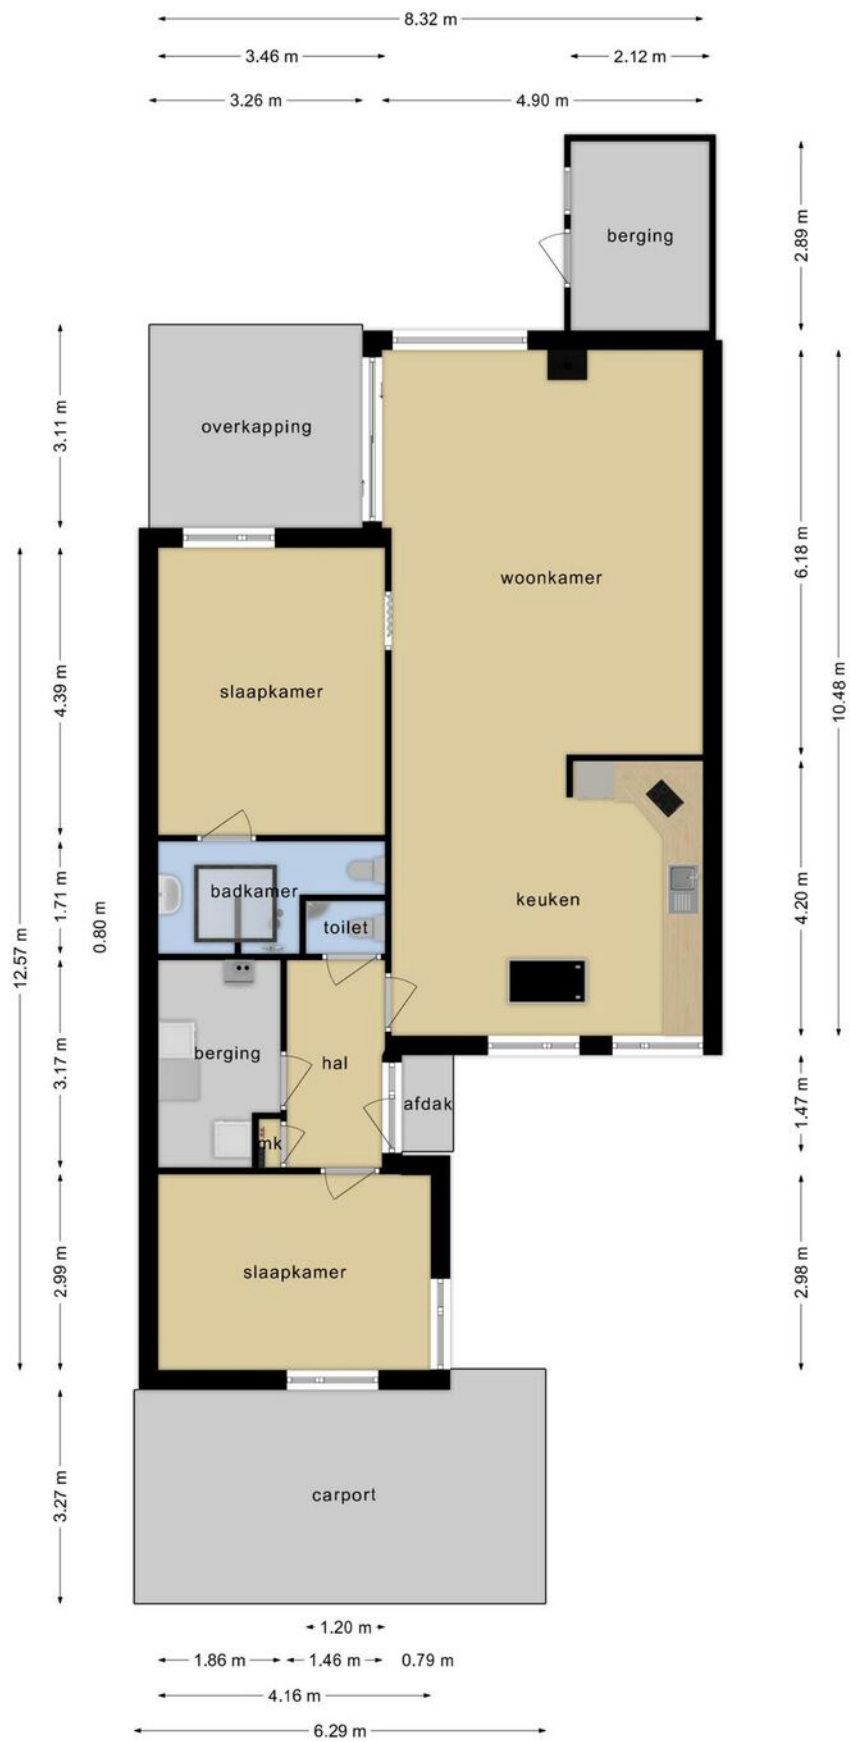 8.32 m
3.46 m
2.12 m
3.26 m
4.90 m
berging
2.89 m
overkapping
3.11 m
woonkamer
6.18 m
slaapkamer
4.39 m
10.48 m
badkamer
1.71 m
0.80 m
toilet
keuken
4.20 m
12.57 m
berging
hal
3.17 m
afdak
1.47 m
mk
slaapkamer
2.99 m
2.98 m
carport
3.27 m
1.20 m
1.86 m
1.46 m
0.79 m
4.16 m
6.29 m